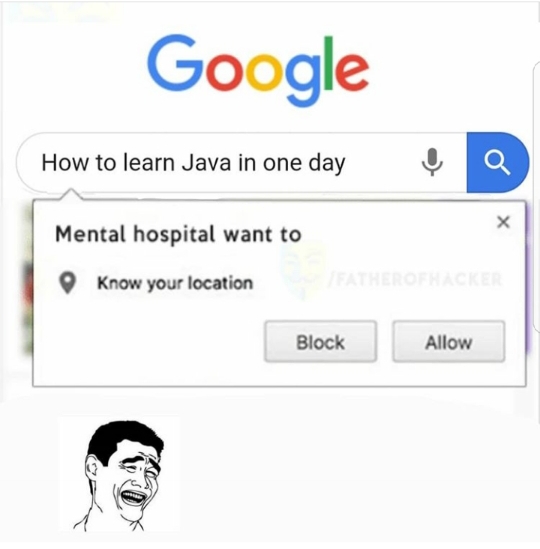 Google
How to learn Java in one day
Mental hospital want to
Know your location
/FATHEROFHACKER
Block Allow